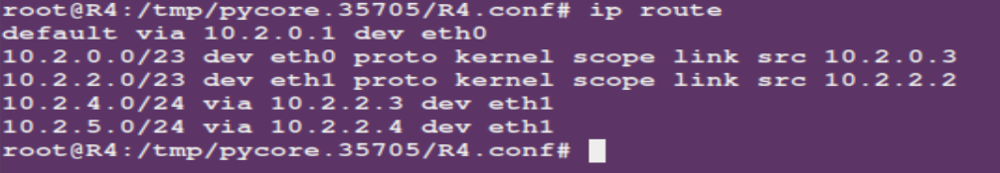 root@R4:/tmp/pycore.35705/R4.conf# ip route
default via 10.2.0.1 dev eth0
10.2.0.0/23 dev eth0 proto kernel scope link src 10.2.0.3
10.2.2.0/23 dev eth1 proto kernel scope link src 10.2.2.2
10.2.4.0/24 via 10.2.2.3 dev eth1
10.2.5.0/24 via 10.2.2.4 dev eth1
root@R4:/tmp/pycore.35705/R4.conf#